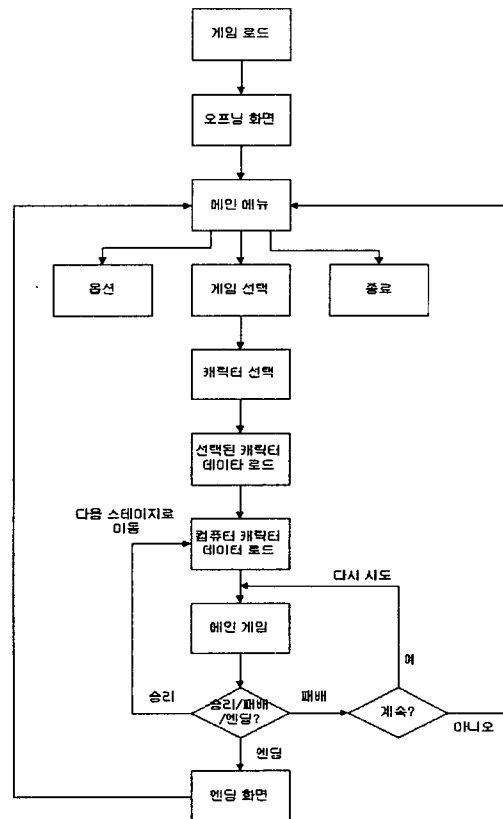 게임 로드
오프닝 화면
메인 메뉴
옵션
게임 선택
종료
캐릭터 선택
선택된 캐릭터
데이타 로드
다음 스테이지로
이동
컴퓨터 캐릭터
데이터 로드
다시 시도
메인 게임
예
승리
승리/패배
/엔딩?
패배
계속?
아니오
엔딩
엔딩 화면